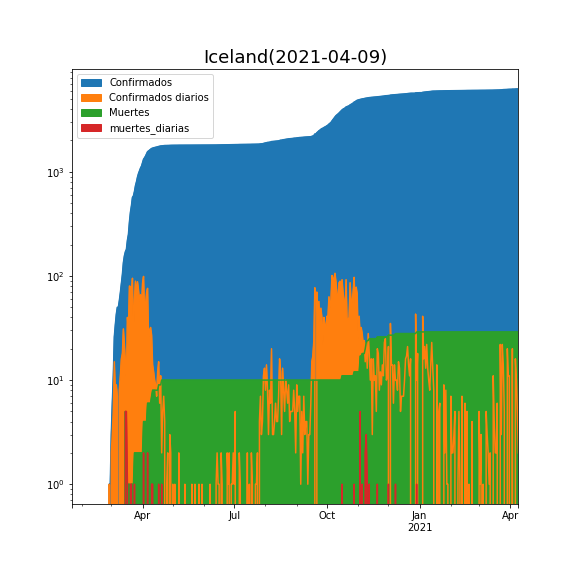 Iceland(2021-04-09)
Confirmados
Confirmados diarios
Muertes
muertes_diarias
10³
10²
10¹
10⁰
Apr Jul Oct Jan Apr
2021